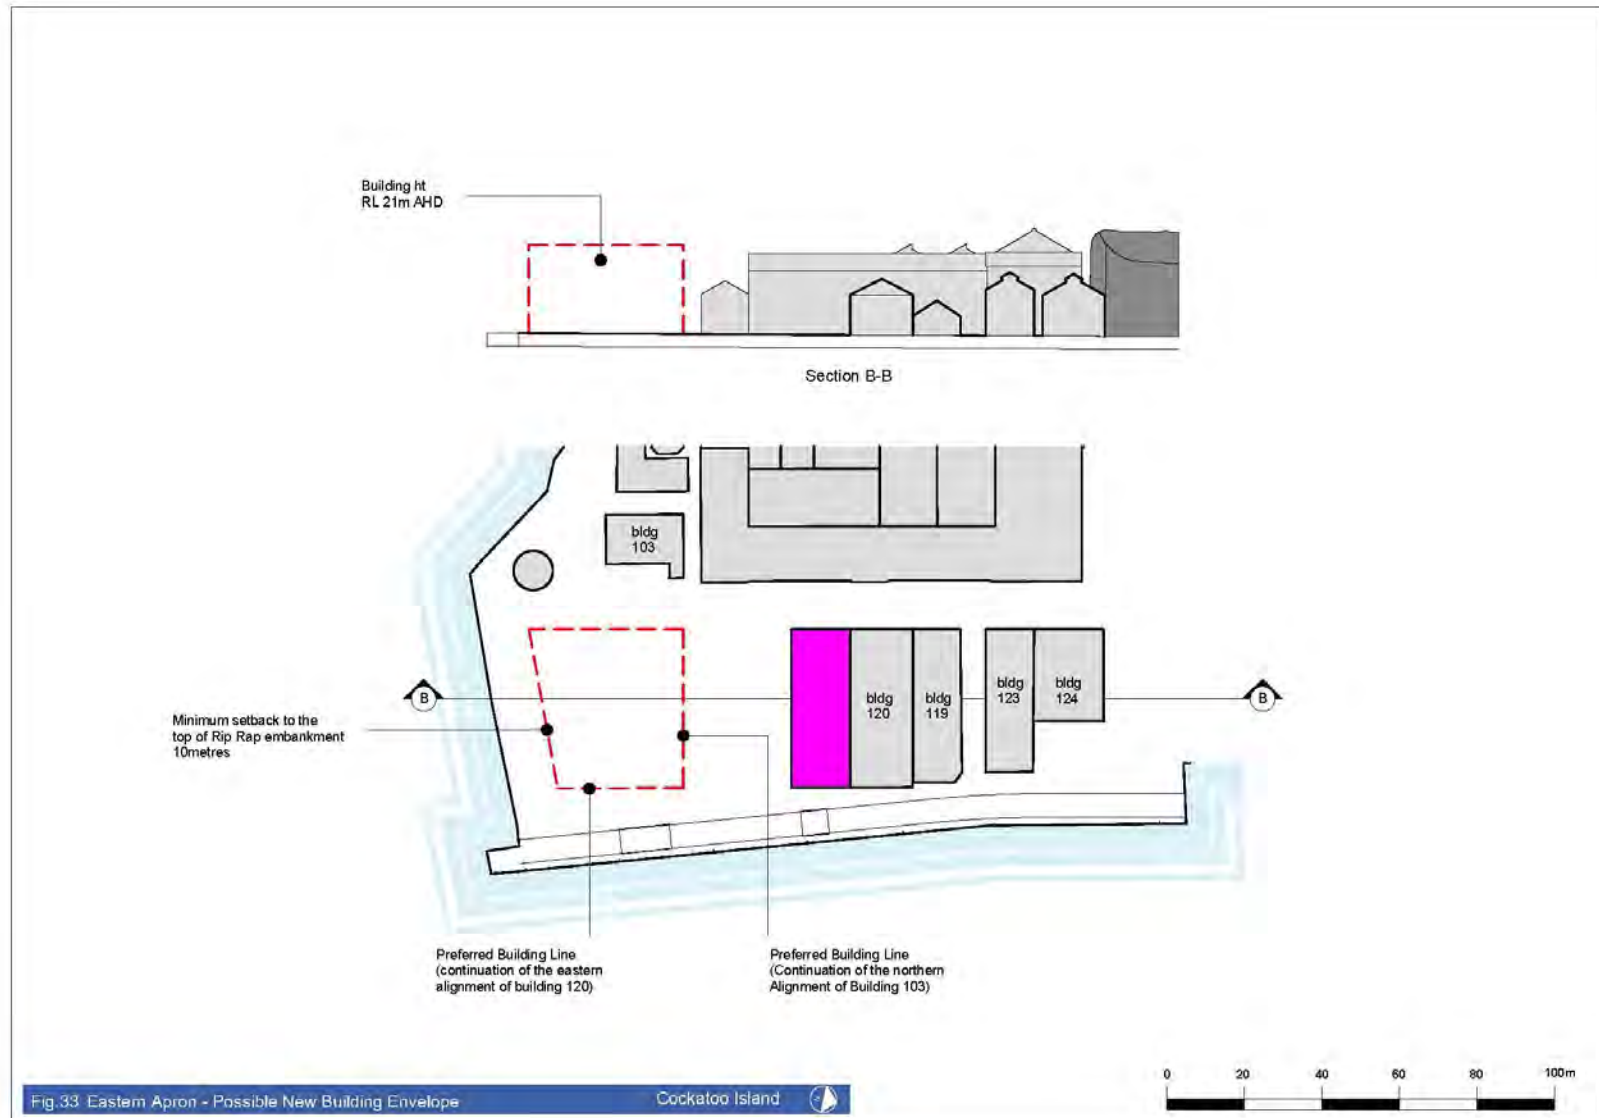 Building ht
RL 21m AHD
Section B-B
bldg
103
B
bldg
120
bldg
119
bldg
123
bldg
124
B
Minimum setback to the
top of Rip Rap embankment
10metres
Preferred Building Line
(continuation of the eastern
alignment of building 120)
Preferred Building Line
(Continuation of the northern
Alignment of Building 103)
0 20 40 60 80 100m
Fig.33 Eastern Apron - Possible New Building Envelope
Cockatoo Island